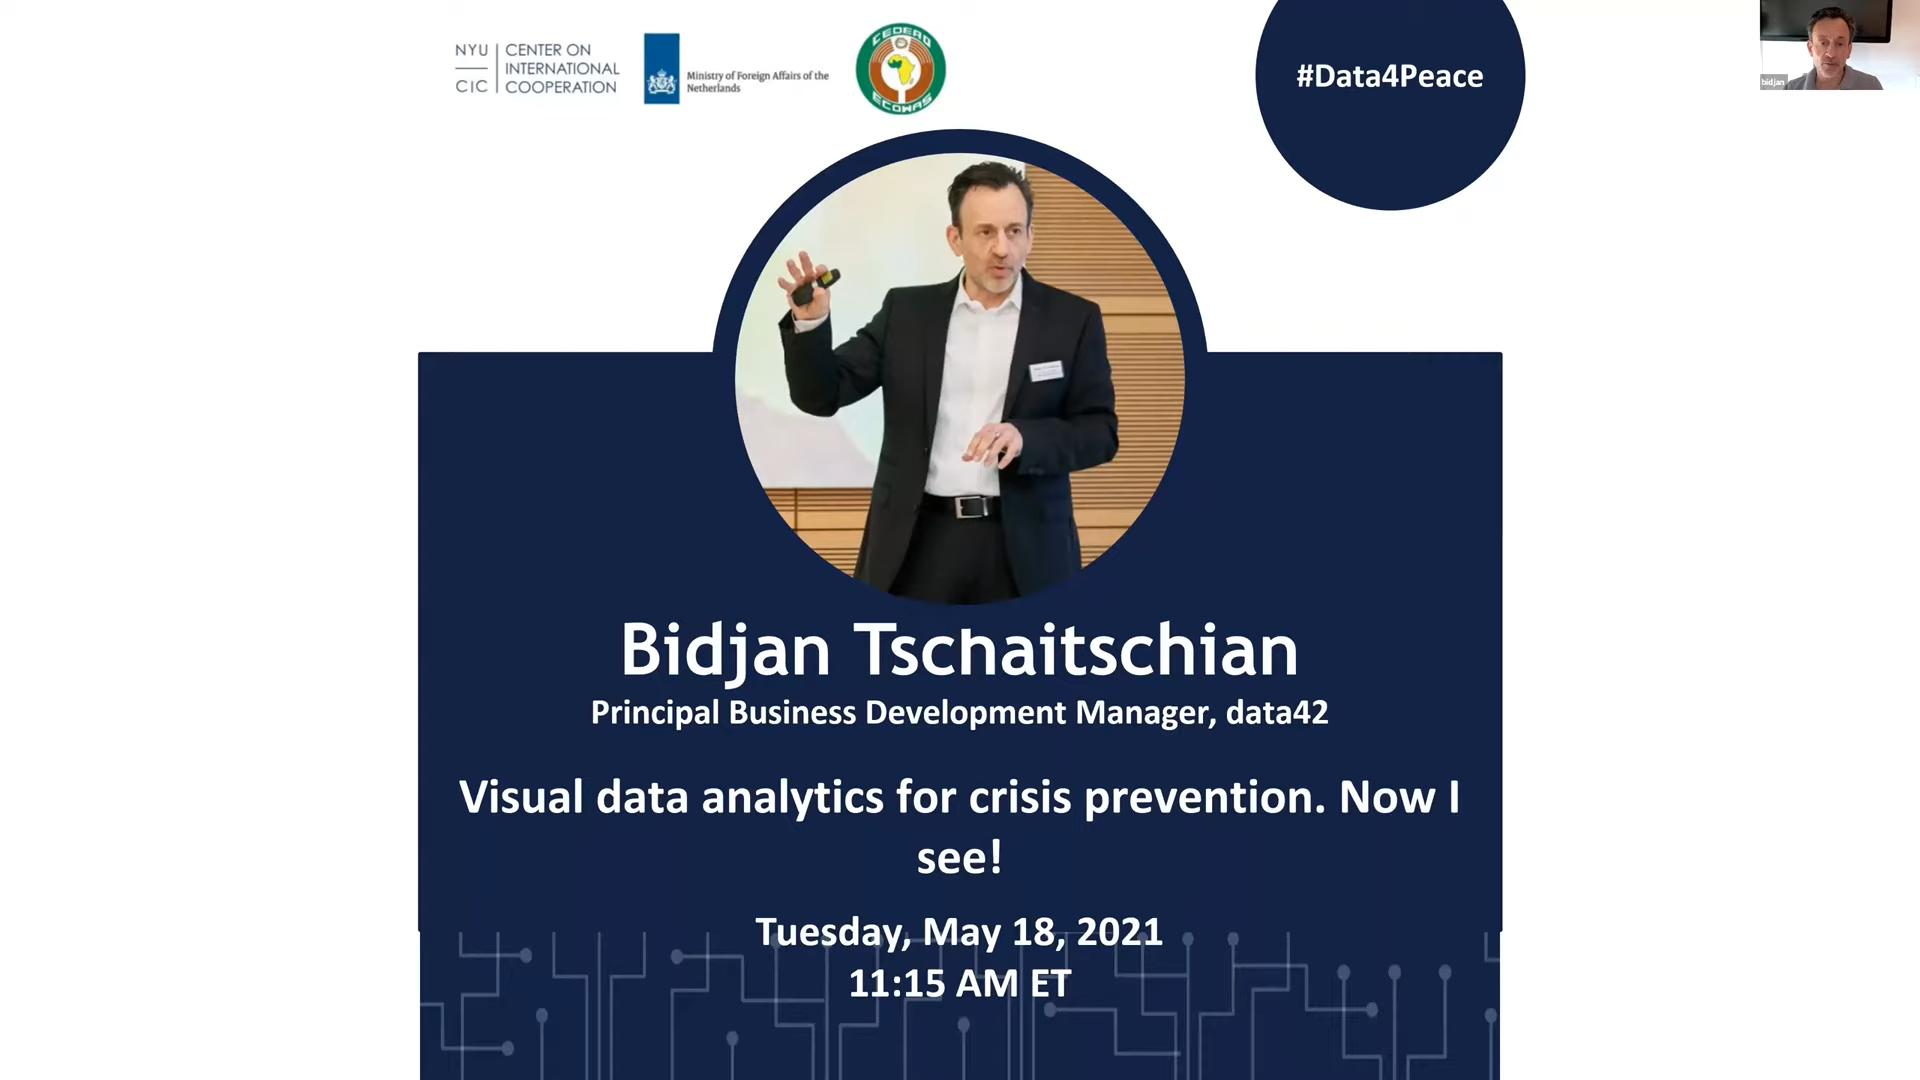 NYU
CIC
CENTER ON
INTERNATIONAL
COOPERATION
Ministry of Foreign Affairs of the
Netherlands
CEDEAO
ECOWAS
#Data4Peace
bidjan
Bidjan Tschaitschian
Principal Business Development Manager, data42
Visual data analytics for crisis prevention. Now I
see!
Tuesday, May 18, 2021
11:15 AM ET